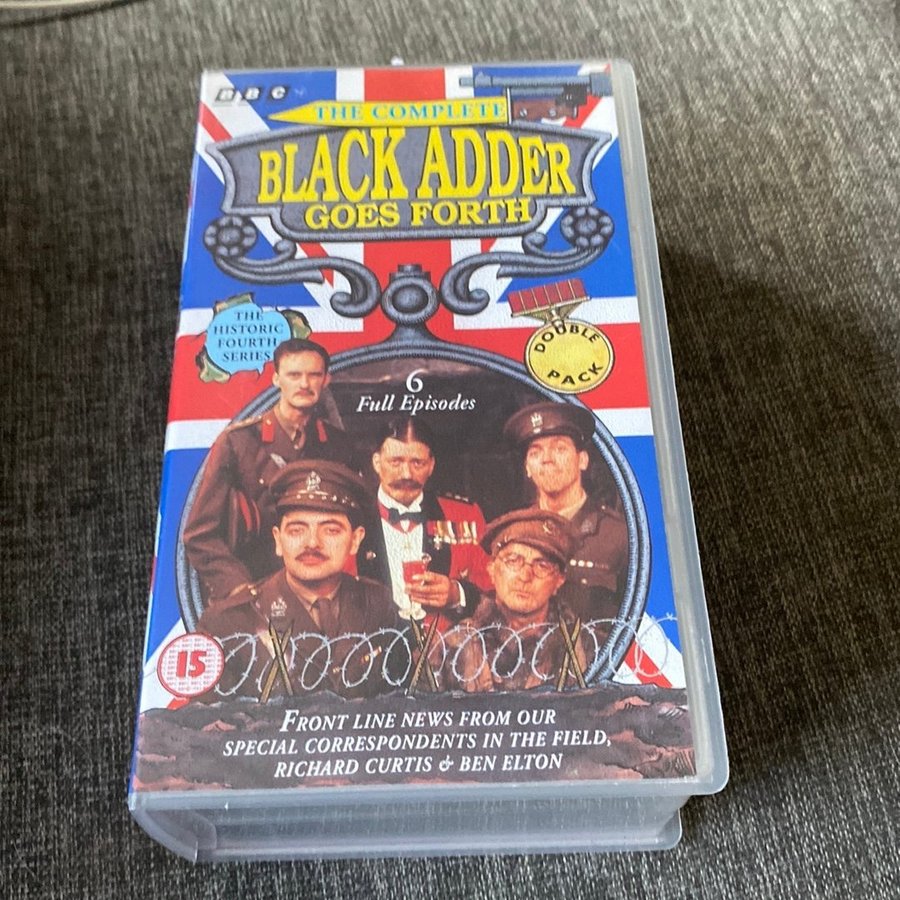 BBC
THE COMPLETE
BLACK ADDER
GOES FORTH
THE
HISTORIC
FOURTH
SERIES
DOUBLE
PACK
6
Full Episodes
15
FRONT LINE NEWS FROM OUR
SPECIAL CORRESPONDENTS IN THE FIELD,
RICHARD CURTIS & BEN ELTON